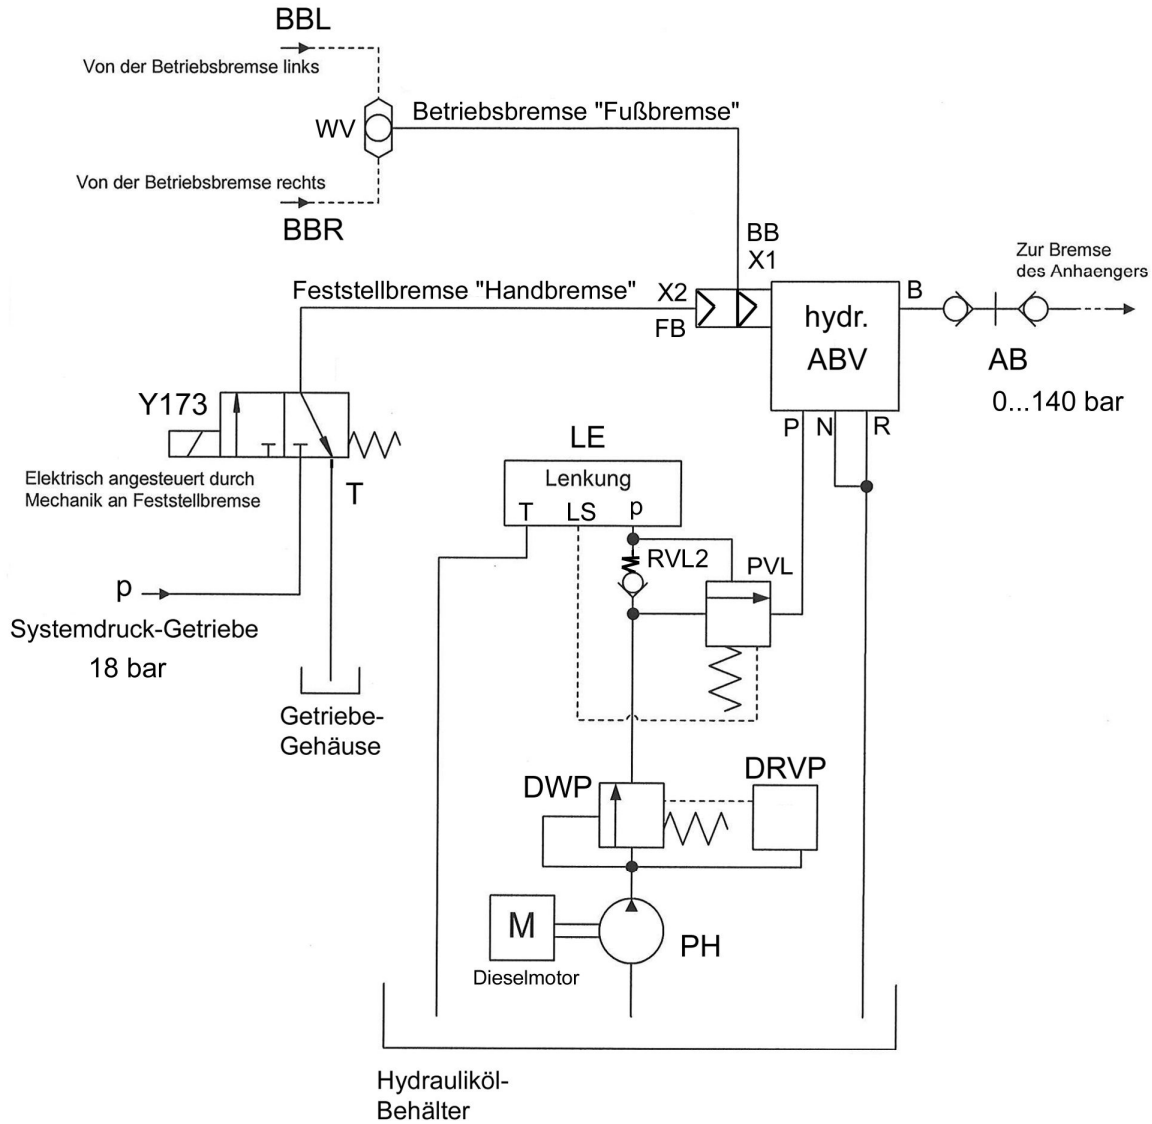 BBL
Von der Betriebsbremse links
Betriebsbremse "Fußbremse"
WV
Von der Betriebsbremse rechts
BBR
BB
X1
Zur Bremse
des Anhaengers
Feststellbremse "Handbremse"
X2
FB
B
hydr.
ABV
AB
0...140 bar
Y173
P
N
R
LE
Lenkung
T
LS
p
Elektrisch angesteuert durch
Mechanik an Feststellbremse
T
RVL2
PVL
p
Systemdruck-Getriebe
18 bar
Getriebe-
Gehäuse
DWP
DRVP
M
PH
Dieselmotor
Hydrauliköl-
Behälter